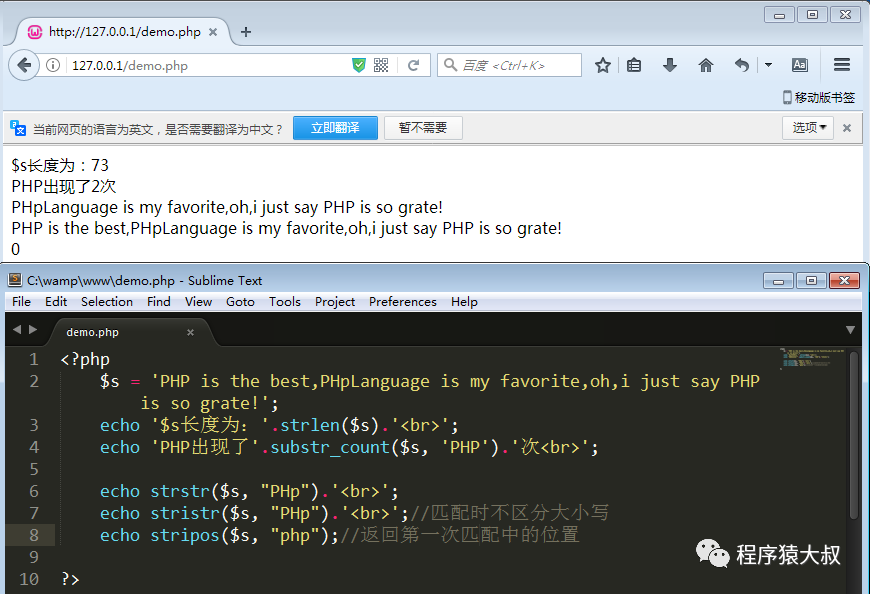 http://127.0.0.1/demo.php
127.0.0.1/demo.php
百度 <Ctrl+K>
移动版书签
当前网页的语言为英文，是否需要翻译为中文？ 立即翻译 暂不需要 选项
$s长度为：73
PHP出现了2次
PHpLanguage is my favorite,oh,i just say PHP is so grate!
PHP is the best,PHpLanguage is my favorite,oh,i just say PHP is so grate!
0
C:\wamp\www\demo.php - Sublime Text
File Edit Selection Find View Goto Tools Project Preferences Help
demo.php
1 <?php
2 $s = 'PHP is the best,PHpLanguage is my favorite,oh,i just say PHP
is so grate!';
3 echo '$s长度为：'.strlen($s).'<br>';
4 echo 'PHP出现了'.substr_count($s, 'PHP').'次<br>';
5
6 echo strstr($s, "PHp").'<br>';
7 echo stristr($s, "PHp").'<br>';//匹配时不区分大小写
8 echo stripos($s, "php");//返回第一次匹配中的位置
9
10 ?>
程序猿大叔